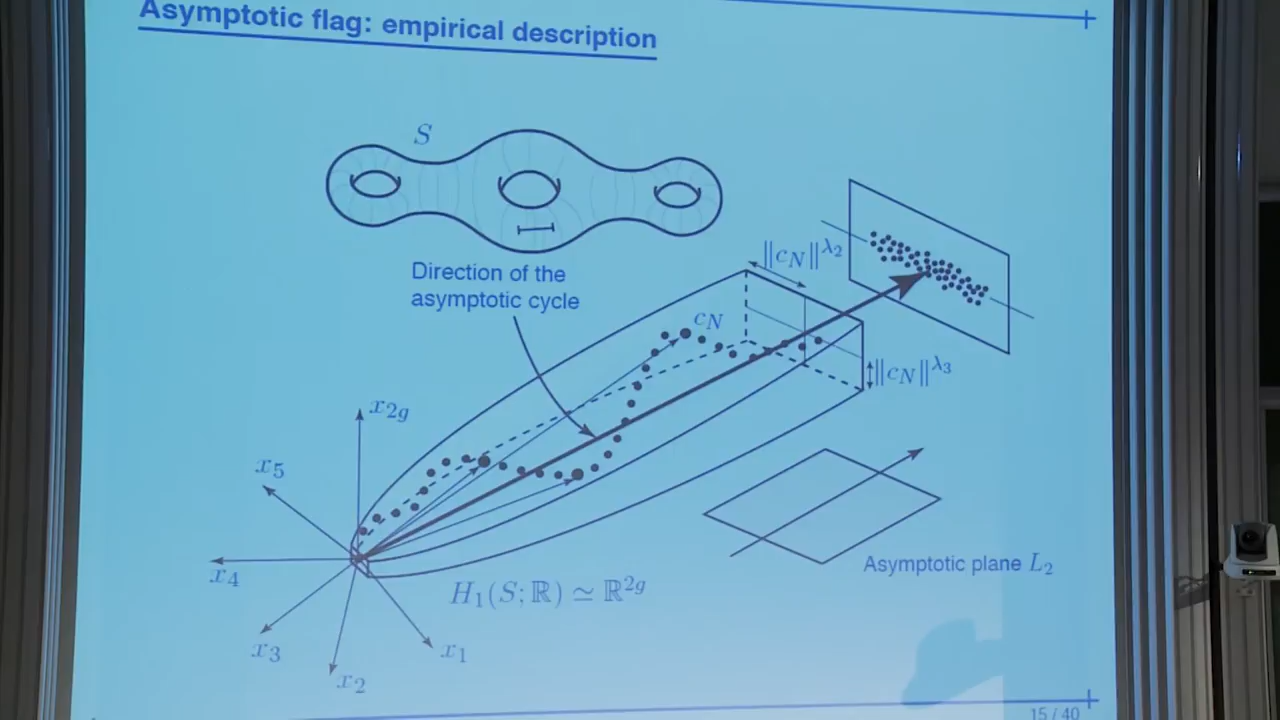 Asymptotic flag: empirical description
S
Direction of the
asymptotic cycle
‖c_N‖^{λ_2}
c_N
‖c_N‖^{λ_3}
x_{2g}
x_5
x_4
x_3
x_2
x_1
H_1(S; ℝ) ≃ ℝ^{2g}
Asymptotic plane L_2
15 / 40